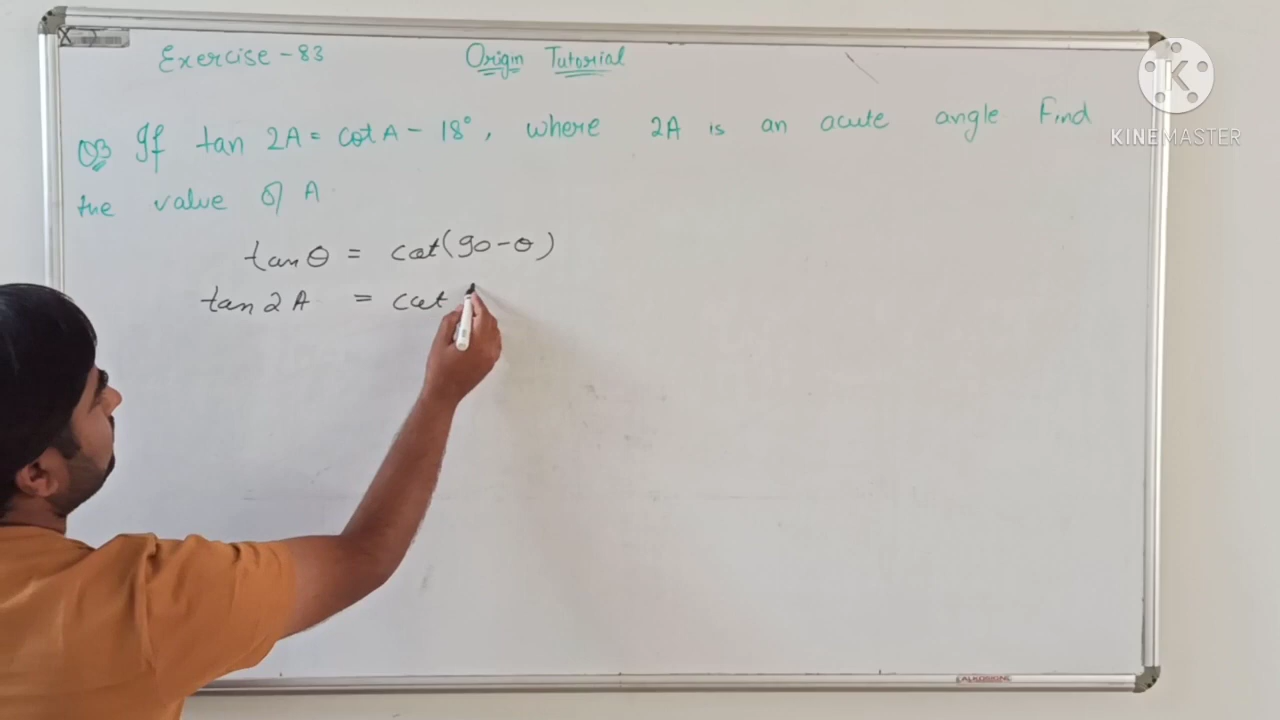 Exercise - 83
Origin Tutorial
KINEMASTER
Q3 If tan 2A = cot A - 18°, where 2A is an acute angle Find
the value of A
tan θ = cot (90 - θ)
tan 2A = cot